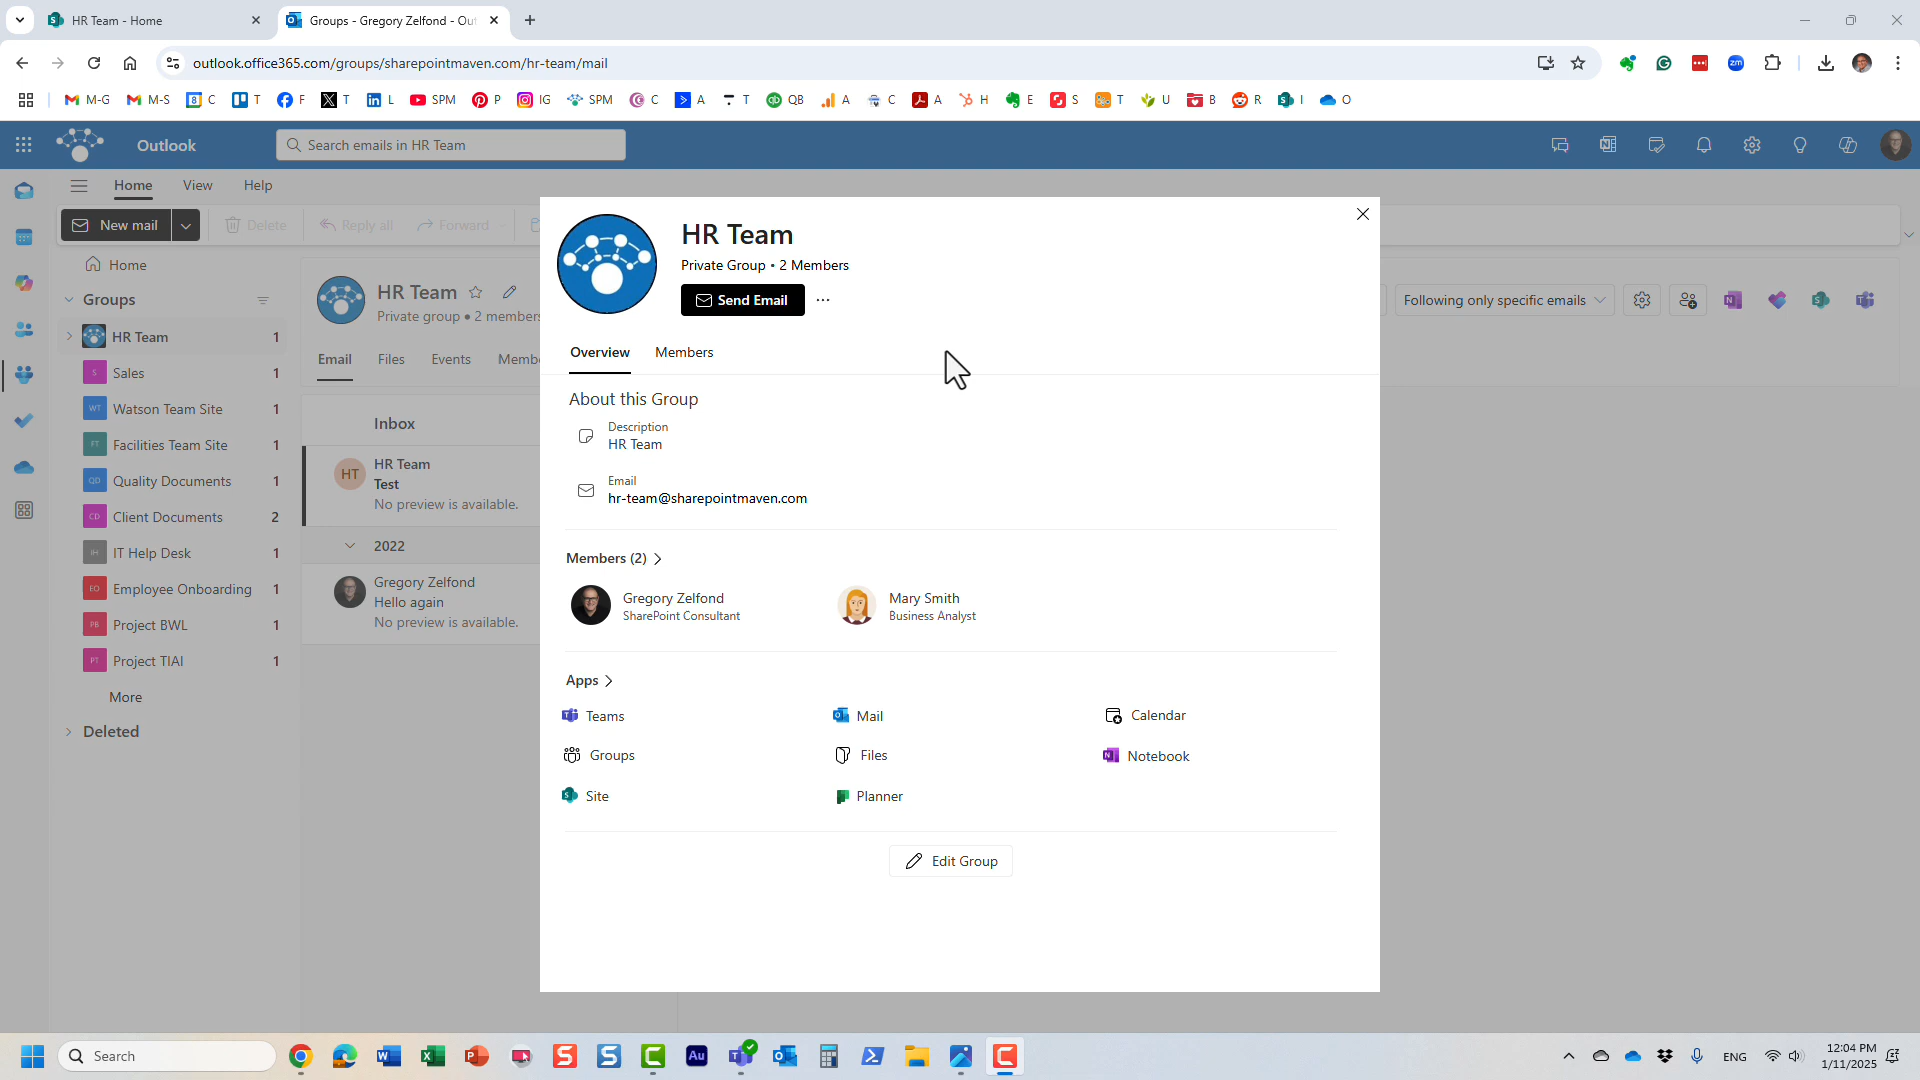 HR Team - Home
Groups - Gregory Zelfond - Out
outlook.office365.com/groups/sharepointmaven.com/hr-team/mail
M-G
M-S
C
T
F
T
L
SPM
P
IG
SPM
C
A
T
QB
A
C
A
H
E
S
T
U
B
R
I
O
Outlook
Search emails in HR Team
Home
View
Help
New mail
Delete
Reply all
Forward
Home
Groups
HR Team 1
Sales 1
Watson Team Site 1
Facilities Team Site 1
Quality Documents 1
Client Documents 2
IT Help Desk 1
Employee Onboarding 1
Project BWL 1
Project TIAI 1
More
Deleted
HR Team
Private group • 2 members
Email
Files
Events
Memb
Inbox
HT
HR Team
Test
No preview is available.
2022
Gregory Zelfond
Hello again
No preview is available.
Following only specific emails
HR Team
Private Group • 2 Members
Send Email
Overview
Members
About this Group
Description
HR Team
Email
hr-team@sharepointmaven.com
Members (2)
Gregory Zelfond
SharePoint Consultant
Mary Smith
Business Analyst
Apps
Teams
Mail
Calendar
Groups
Files
Notebook
Site
Planner
Edit Group
Search
ENG
12:04 PM
1/11/2025